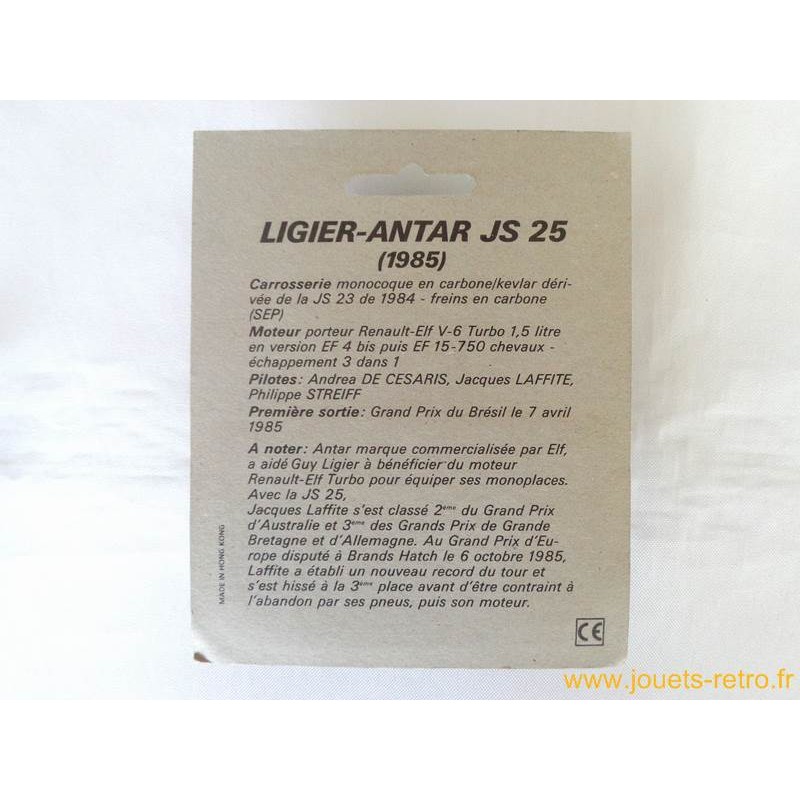 LIGIER-ANTAR JS 25
(1985)
Carrosserie monocoque en carbone/kevlar déri-
vée de la JS 23 de 1984 - freins en carbone
(SEP)
Moteur porteur Renault-Elf V-6 Turbo 1,5 litre
en version EF 4 bis puis EF 15-750 chevaux -
échappement 3 dans 1
Pilotes: Andrea DE CESARIS, Jacques LAFFITE,
Philippe STREIFF
Première sortie: Grand Prix du Brésil le 7 avril
1985
A noter: Antar marque commercialisée par Elf,
a aidé Guy Ligier à bénéficier du moteur
Renault-Elf Turbo pour équiper ses monoplaces.
Avec la JS 25,
Jacques Laffite s'est classé 2ème du Grand Prix
d'Australie et 3ème des Grands Prix de Grande
Bretagne et d'Allemagne. Au Grand Prix d'Eu-
rope disputé à Brands Hatch le 6 octobre 1985,
Laffite a établi un nouveau record du tour et
s'est hissé à la 3ème place avant d'être contraint à
l'abandon par ses pneus, puis son moteur.
MADE IN HONG KONG
CE
www.jouets-retro.fr